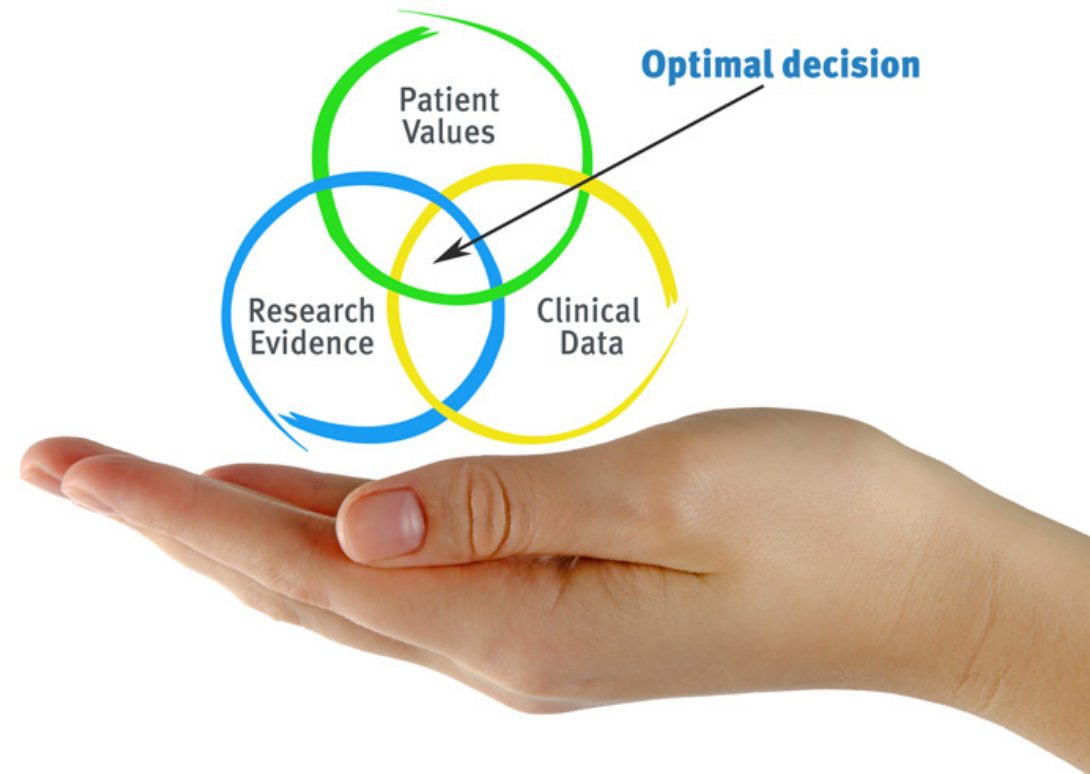 Optimal decision
Patient
Values
Research
Evidence
Clinical
Data